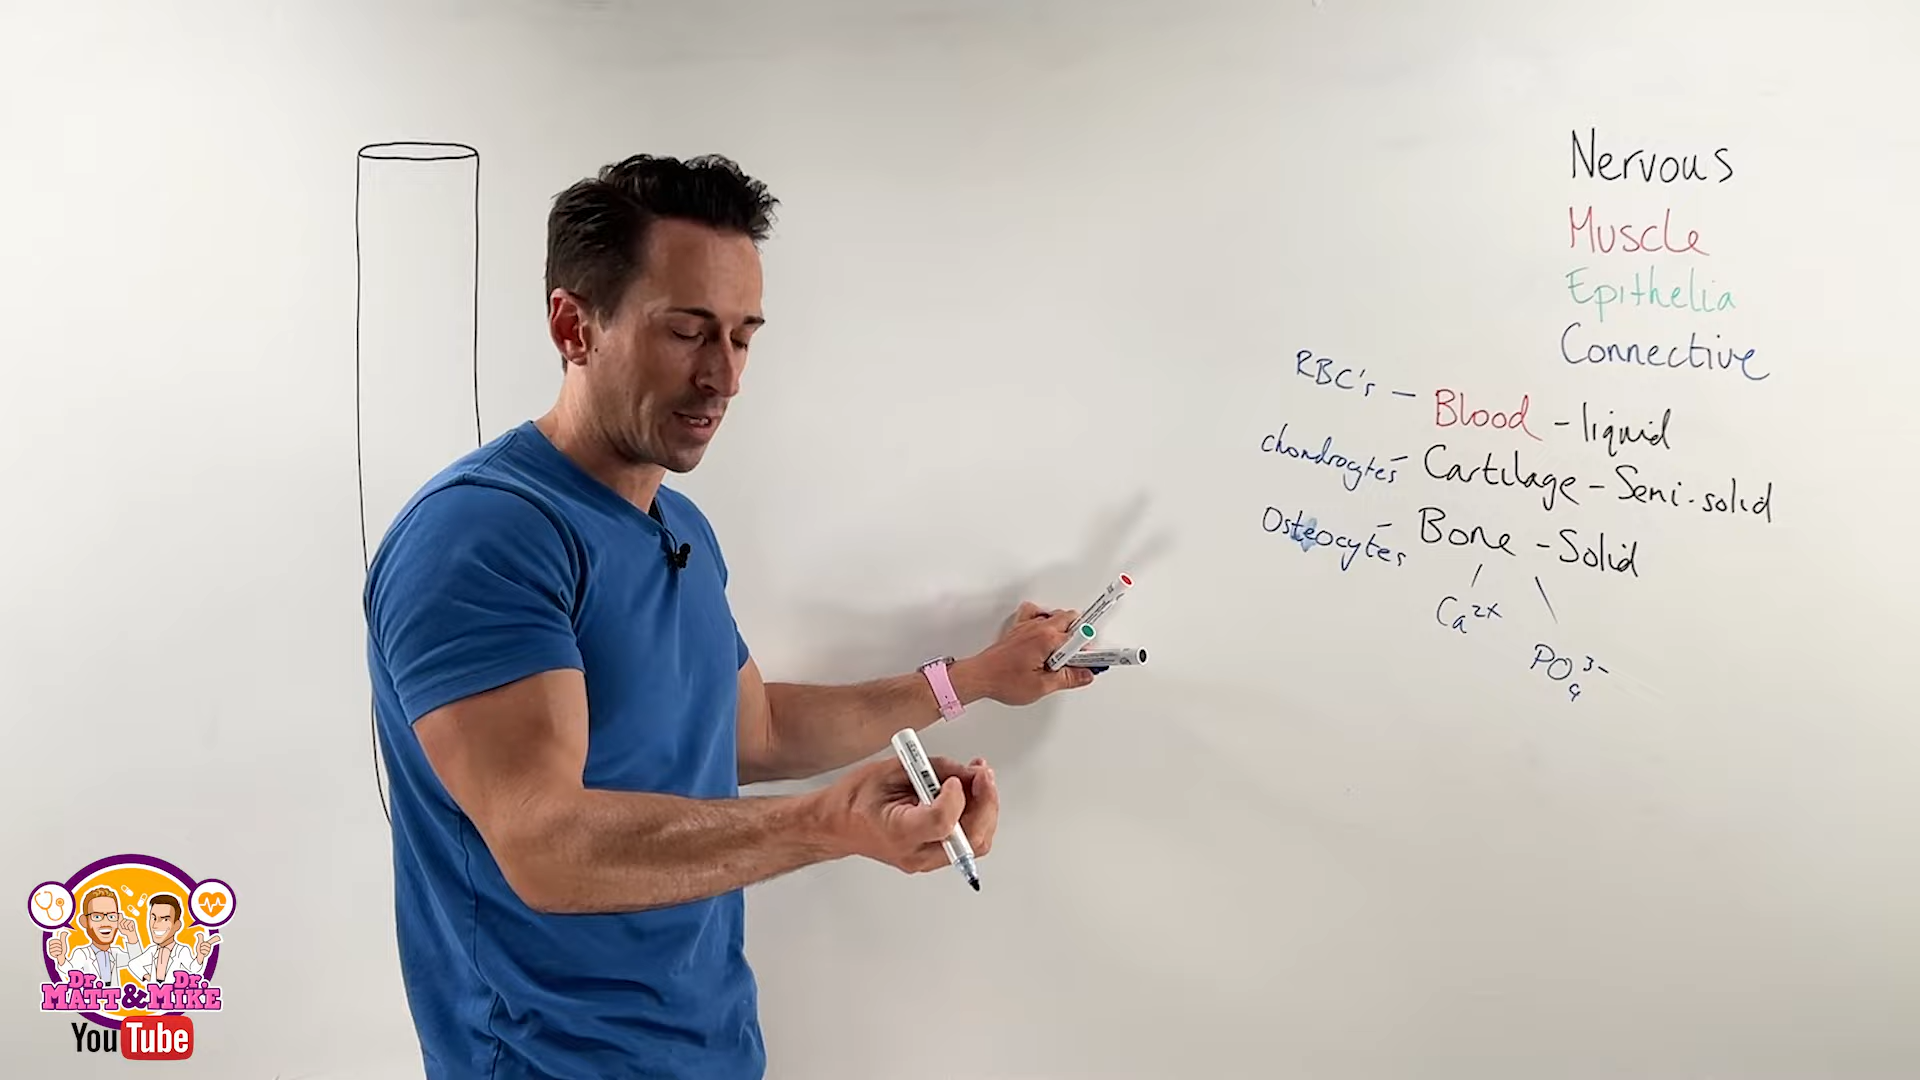 Nervous
Muscle
Epithelia
Connective
RBC's - Blood - liquid
chondrocytes - Cartilage - Semi-solid
Osteocytes - Bone - Solid
Ca2x
PO43-
Dr. Dr.
MATT & MIKE
YouTube